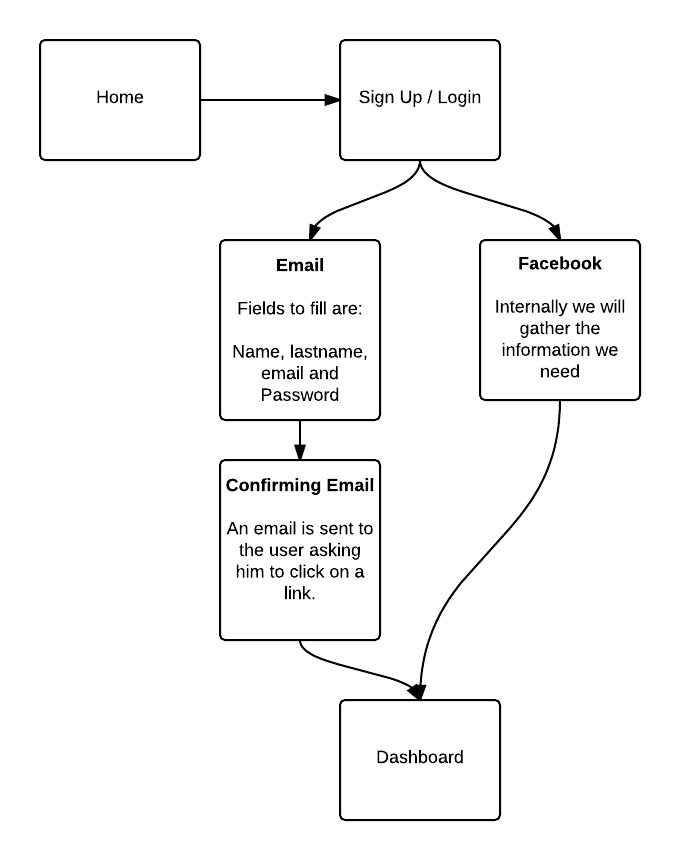 Home
Sign Up / Login
Email
Fields to fill are:
Name, lastname,
email and
Password
Facebook
Internally we will
gather the
information we
need
Confirming Email
An email is sent to
the user asking
him to click on a
link.
Dashboard